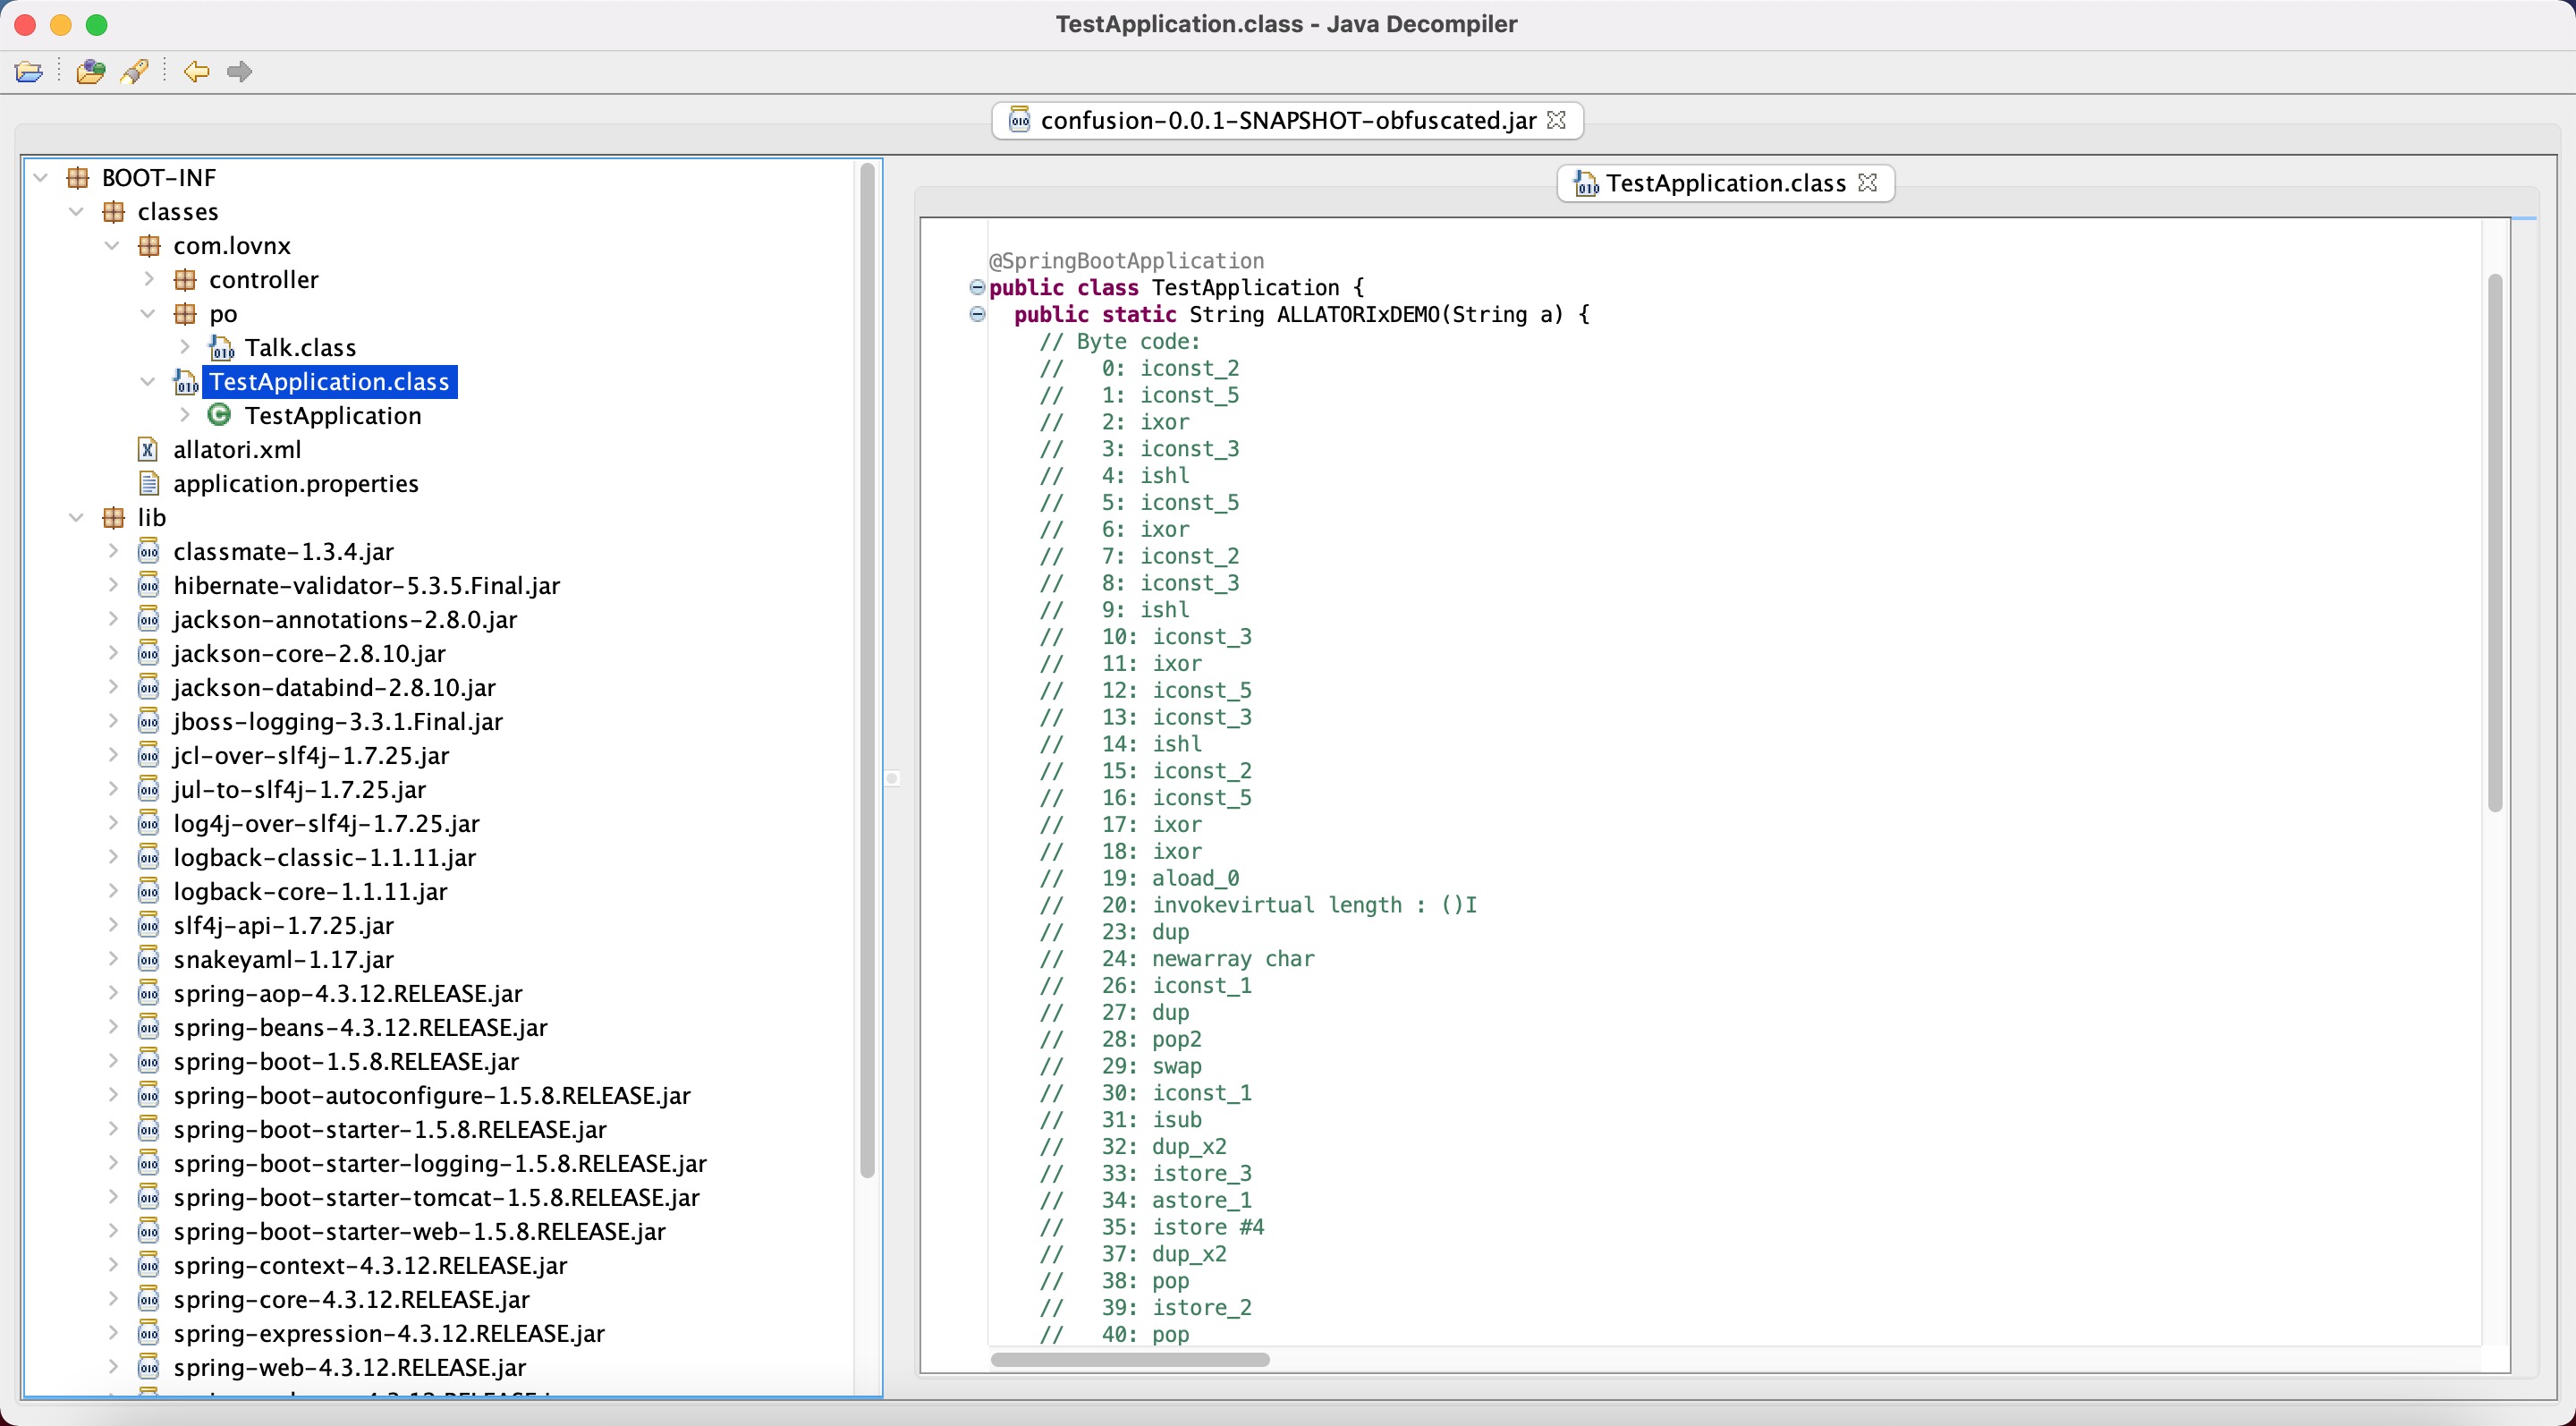 TestApplication.class - Java Decompiler
confusion-0.0.1-SNAPSHOT-obfuscated.jar
BOOT-INF
classes
com.lovnx
controller
po
Talk.class
TestApplication.class
TestApplication
allatori.xml
application.properties
lib
classmate-1.3.4.jar
hibernate-validator-5.3.5.Final.jar
jackson-annotations-2.8.0.jar
jackson-core-2.8.10.jar
jackson-databind-2.8.10.jar
jboss-logging-3.3.1.Final.jar
jcl-over-slf4j-1.7.25.jar
jul-to-slf4j-1.7.25.jar
log4j-over-slf4j-1.7.25.jar
logback-classic-1.1.11.jar
logback-core-1.1.11.jar
slf4j-api-1.7.25.jar
snakeyaml-1.17.jar
spring-aop-4.3.12.RELEASE.jar
spring-beans-4.3.12.RELEASE.jar
spring-boot-1.5.8.RELEASE.jar
spring-boot-autoconfigure-1.5.8.RELEASE.jar
spring-boot-starter-1.5.8.RELEASE.jar
spring-boot-starter-logging-1.5.8.RELEASE.jar
spring-boot-starter-tomcat-1.5.8.RELEASE.jar
spring-boot-starter-web-1.5.8.RELEASE.jar
spring-context-4.3.12.RELEASE.jar
spring-core-4.3.12.RELEASE.jar
spring-expression-4.3.12.RELEASE.jar
spring-web-4.3.12.RELEASE.jar
TestApplication.class
@SpringBootApplication
public class TestApplication {
public static String ALLATORIxDEMO(String a) {
// Byte code:
// 0: iconst_2
// 1: iconst_5
// 2: ixor
// 3: iconst_3
// 4: ishl
// 5: iconst_5
// 6: ixor
// 7: iconst_2
// 8: iconst_3
// 9: ishl
// 10: iconst_3
// 11: ixor
// 12: iconst_5
// 13: iconst_3
// 14: ishl
// 15: iconst_2
// 16: iconst_5
// 17: ixor
// 18: ixor
// 19: aload_0
// 20: invokevirtual length : ()I
// 23: dup
// 24: newarray char
// 26: iconst_1
// 27: dup
// 28: pop2
// 29: swap
// 30: iconst_1
// 31: isub
// 32: dup_x2
// 33: istore_3
// 34: astore_1
// 35: istore #4
// 37: dup_x2
// 38: pop
// 39: istore_2
// 40: pop